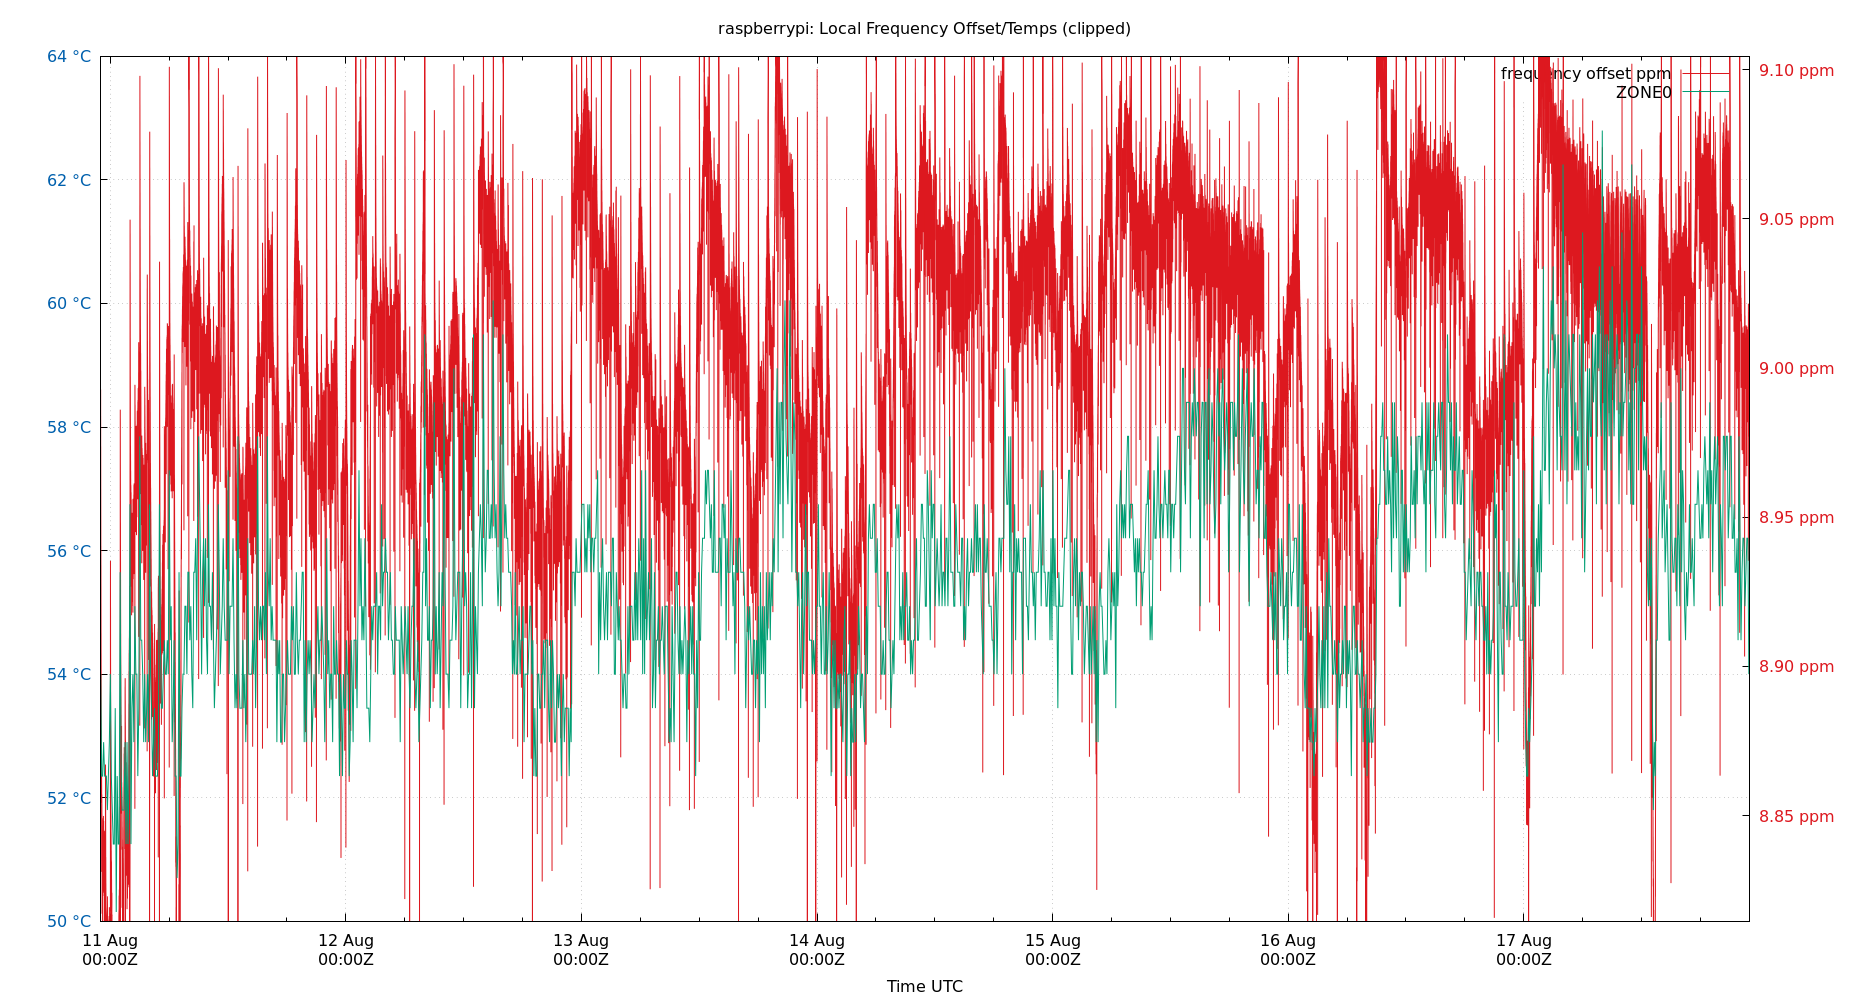 raspberrypi: Local Frequency Offset/Temps (clipped)
64 °C
62 °C
60 °C
58 °C
56 °C
54 °C
52 °C
50 °C
frequency offset ppm
ZONE0
9.10 ppm
9.05 ppm
9.00 ppm
8.95 ppm
8.90 ppm
8.85 ppm
11 Aug
00:00Z
12 Aug
00:00Z
13 Aug
00:00Z
14 Aug
00:00Z
15 Aug
00:00Z
16 Aug
00:00Z
17 Aug
00:00Z
Time UTC